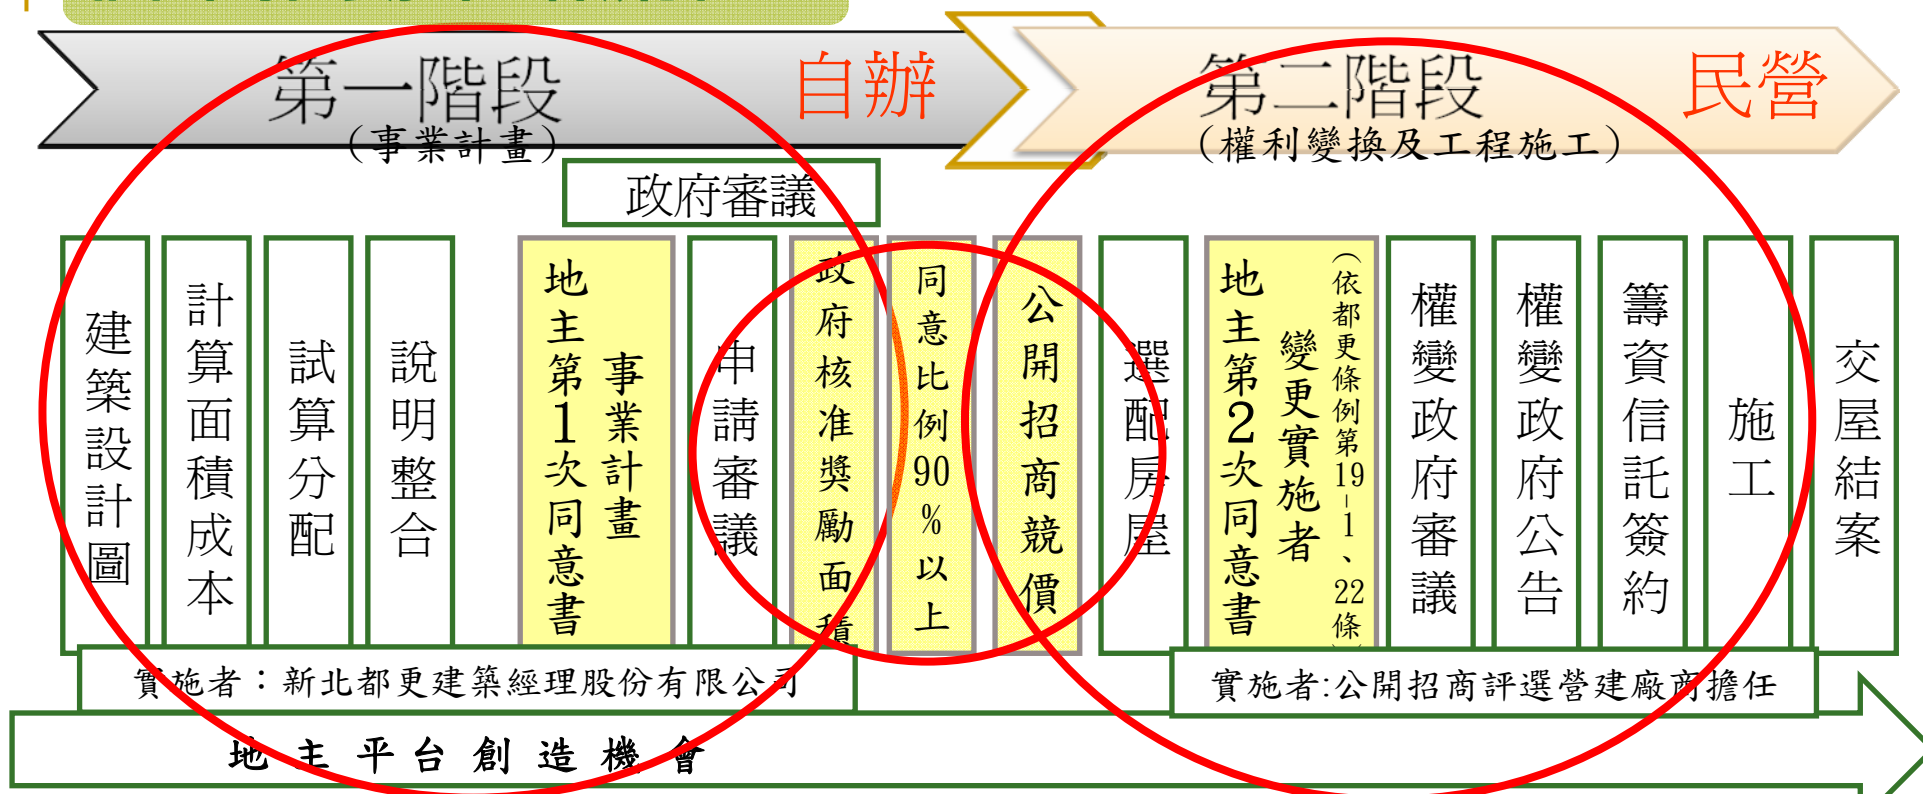 第一階段
自辦
(事業計畫)
第二階段
民營
(權利變換及工程施工)
政府審議
建築設計圖
計算面積成本
試算分配
說明整合
地主第1次同意書
事業計畫
申請審議
政府核准獎勵面積
同意比例90%以上
公開招商競價
選配房屋
地主第2次同意書
變更實施者
(依都更條例第19-1、22條)
權變政府審議
權變政府公告
籌資信託簽約
施工
交屋結案
實施者：新北都更建築經理股份有限公司
實施者:公開招商評選營建廠商擔任
地主平台創造機會